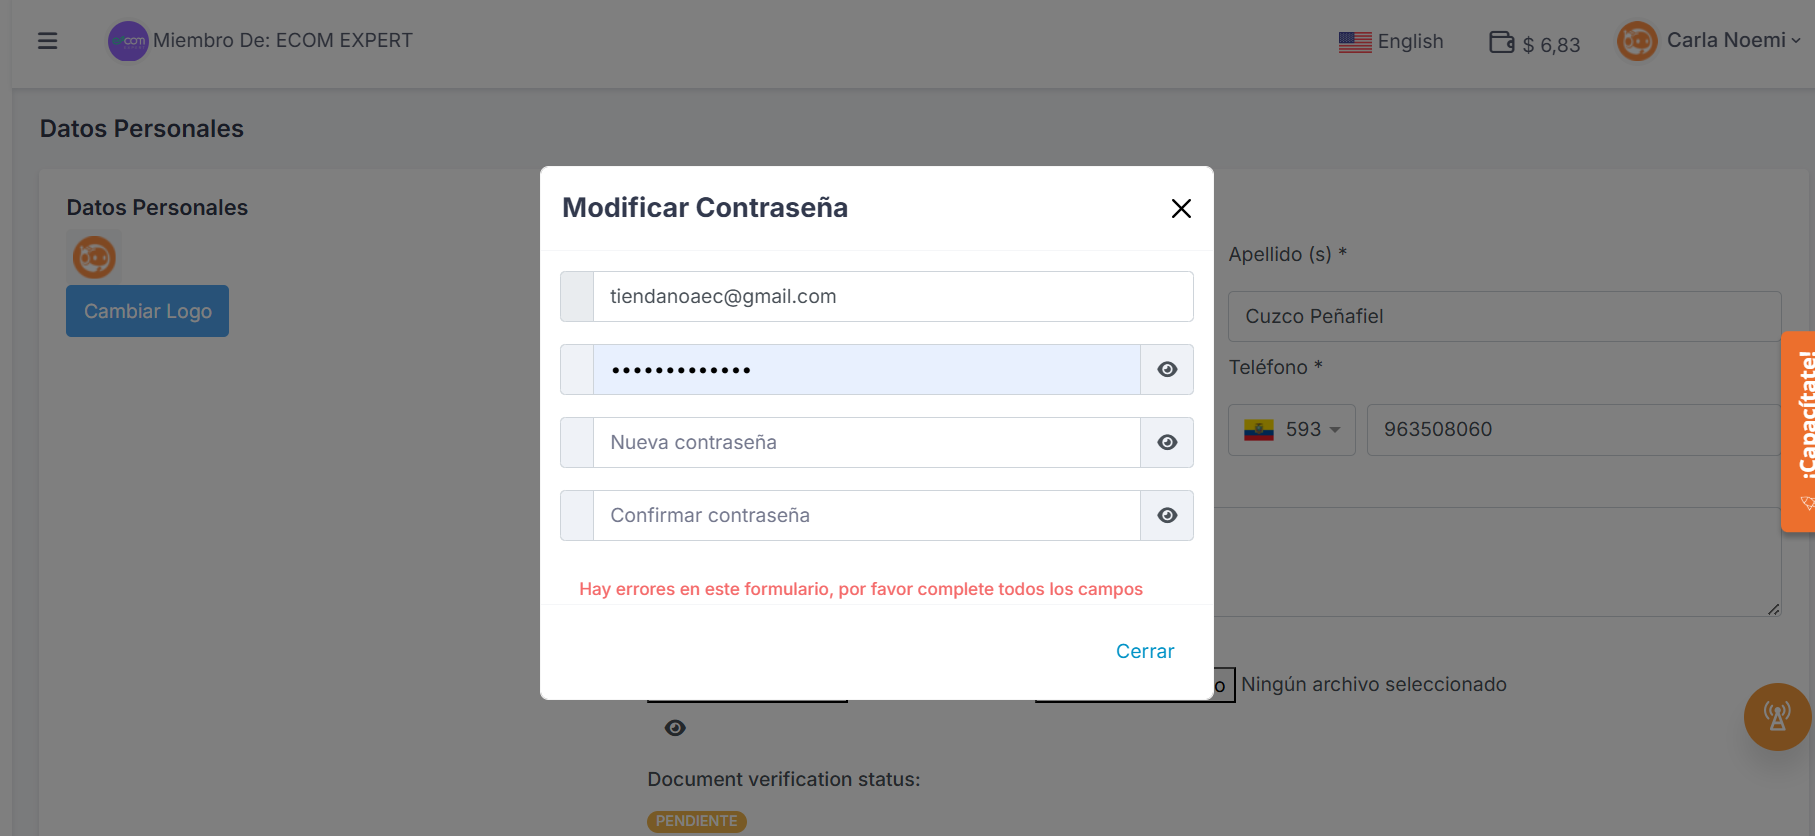 Miembro De: ECOM EXPERT
English
$ 6,83
Carla Noemi
Datos Personales
Datos Personales
Cambiar Logo
Modificar Contraseña
tiendanoaec@gmail.com
•••••••••••••
Nueva contraseña
Confirmar contraseña
Hay errores en este formulario, por favor complete todos los campos
Cerrar
Apellido (s) *
Cuzco Peñafiel
Teléfono *
593
963508060
¡Capacítate!
o Ningún archivo seleccionado
Document verification status:
PENDIENTE